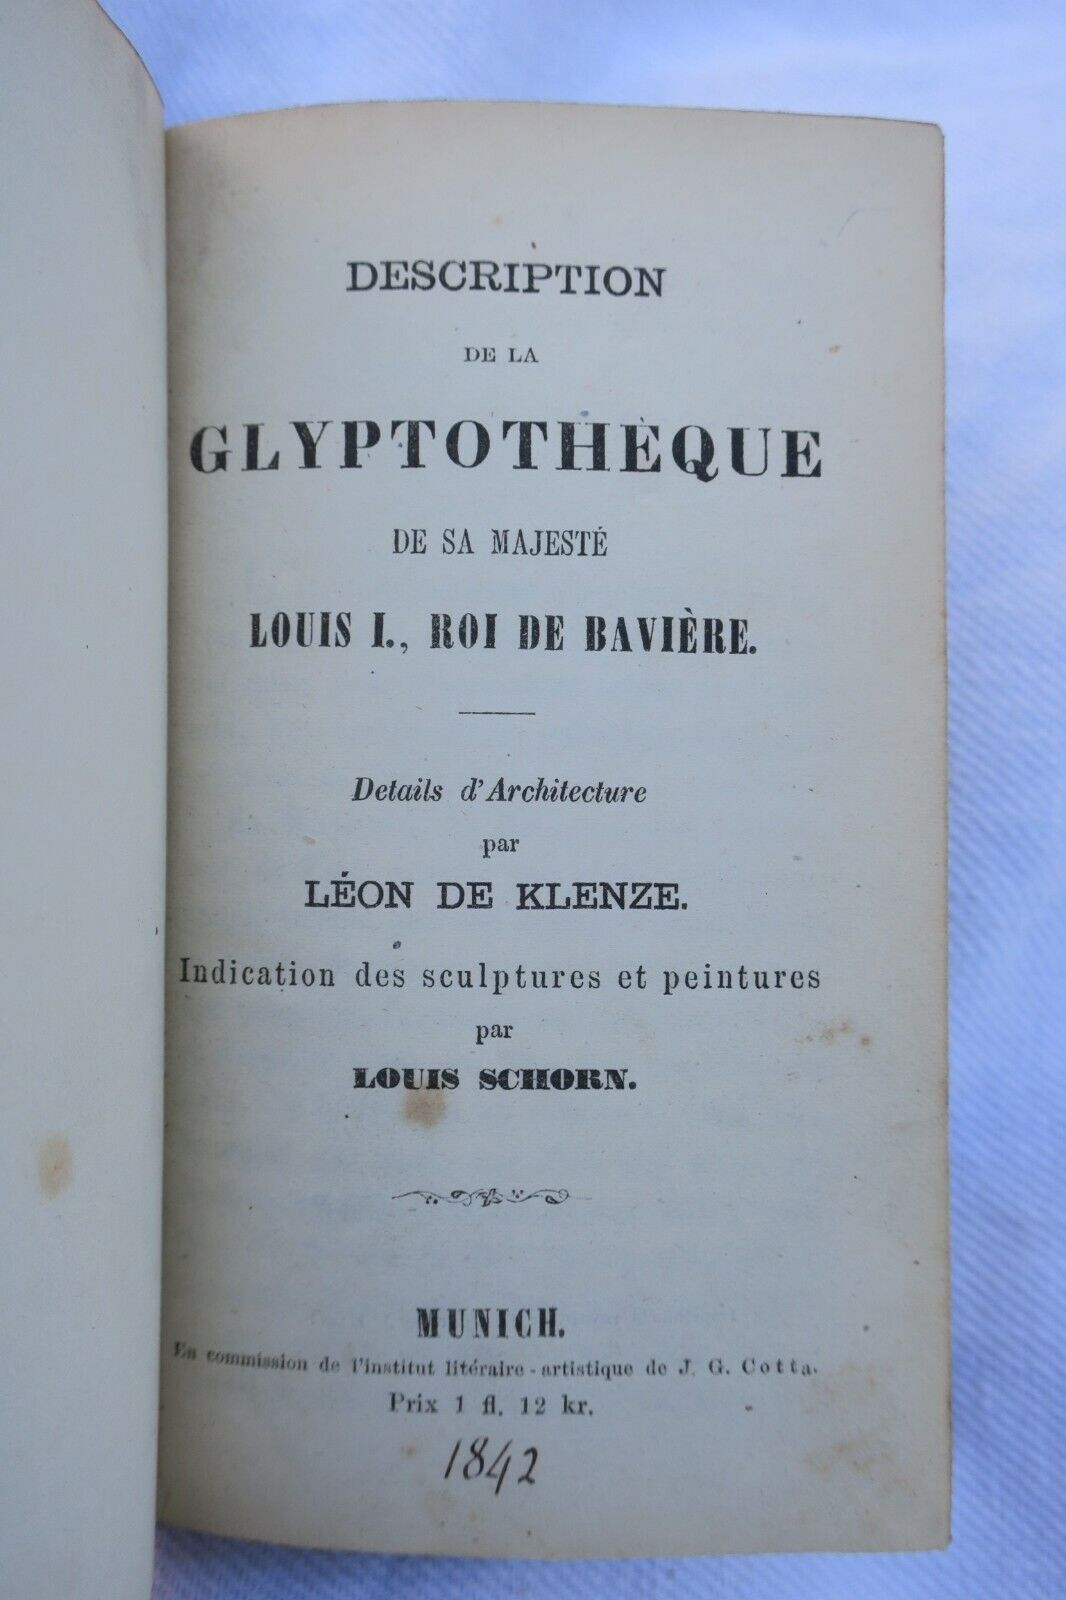 DESCRIPTION
DE LA
GLYPTOTHÈQUE
DE SA MAJESTÉ
LOUIS I., ROI DE BAVIÈRE.
Details d'Architecture
par
LÉON DE KLENZE.
Indication des sculptures et peintures
par
LOUIS SCHORN.
MUNICH.
En commission de l'institut litéraire-artistique de J. G. Cotta.
Prix 1 fl. 12 kr.
1842